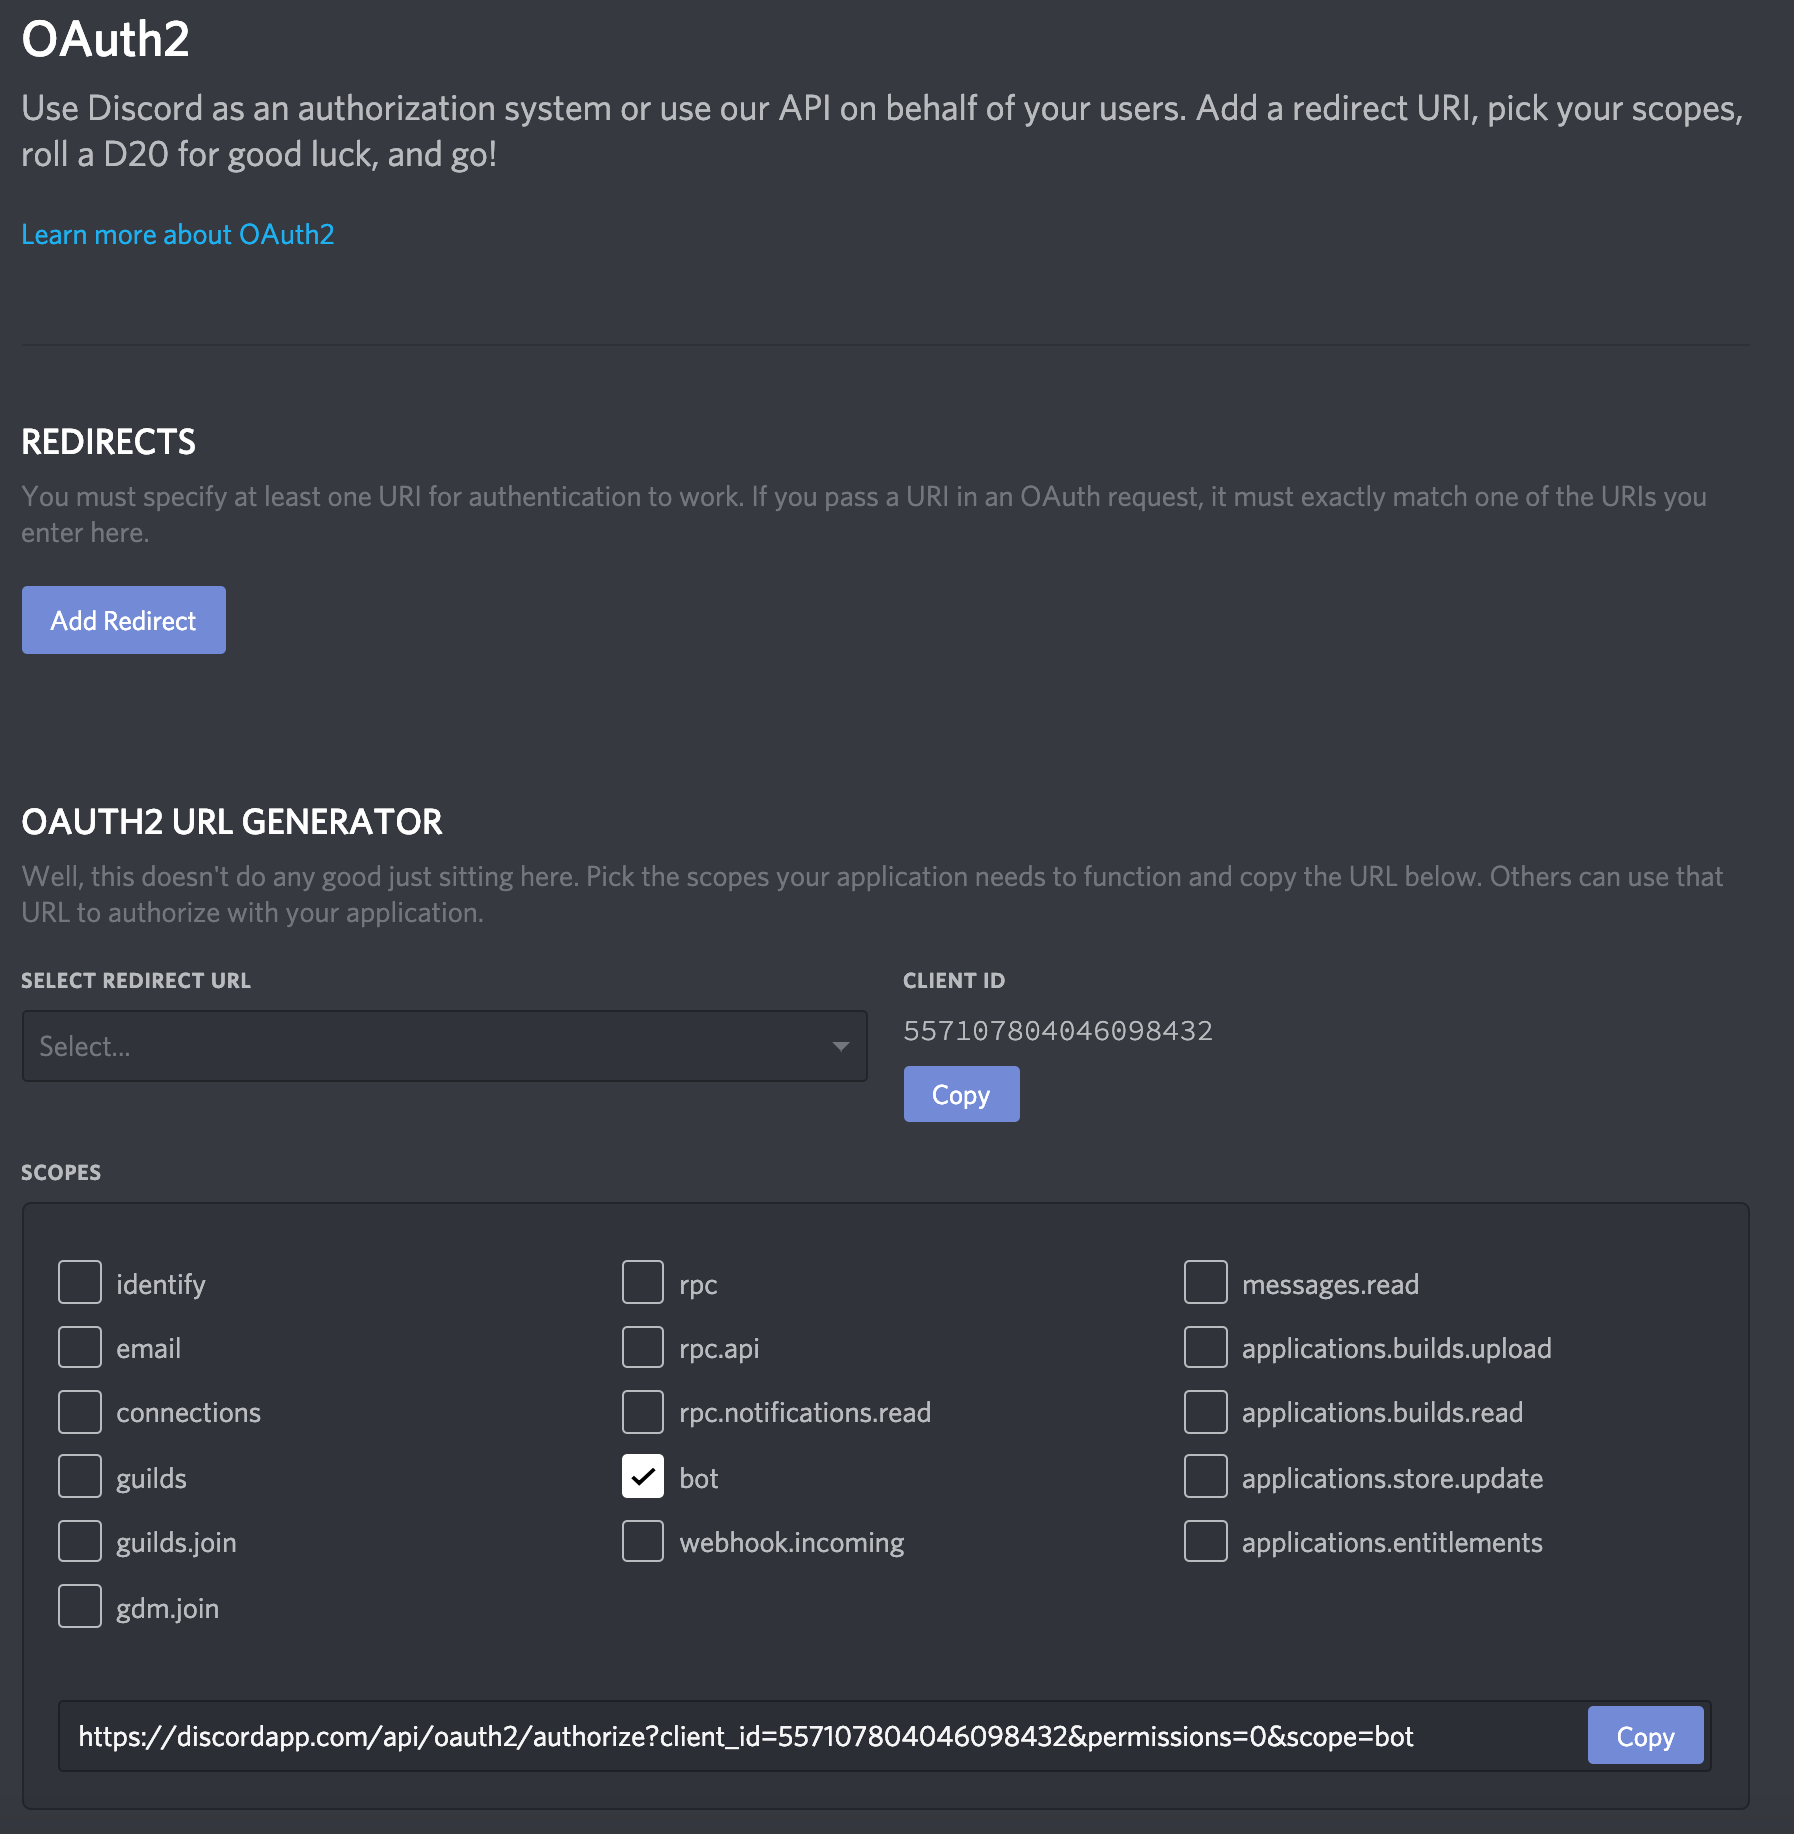 OAuth2
Use Discord as an authorization system or use our API on behalf of your users. Add a redirect URI, pick your scopes,
roll a D20 for good luck, and go!
Learn more about OAuth2
REDIRECTS
You must specify at least one URI for authentication to work. If you pass a URI in an OAuth request, it must exactly match one of the URIs you
enter here.
Add Redirect
OAUTH2 URL GENERATOR
Well, this doesn't do any good just sitting here. Pick the scopes your application needs to function and copy the URL below. Others can use that
URL to authorize with your application.
SELECT REDIRECT URL
Select...
CLIENT ID
557107804046098432
Copy
SCOPES
identify
email
connections
guilds
guilds.join
gdm.join
rpc
rpc.api
rpc.notifications.read
bot
webhook.incoming
messages.read
applications.builds.upload
applications.builds.read
applications.store.update
applications.entitlements
https://discordapp.com/api/oauth2/authorize?client_id=557107804046098432&permissions=0&scope=bot
Copy